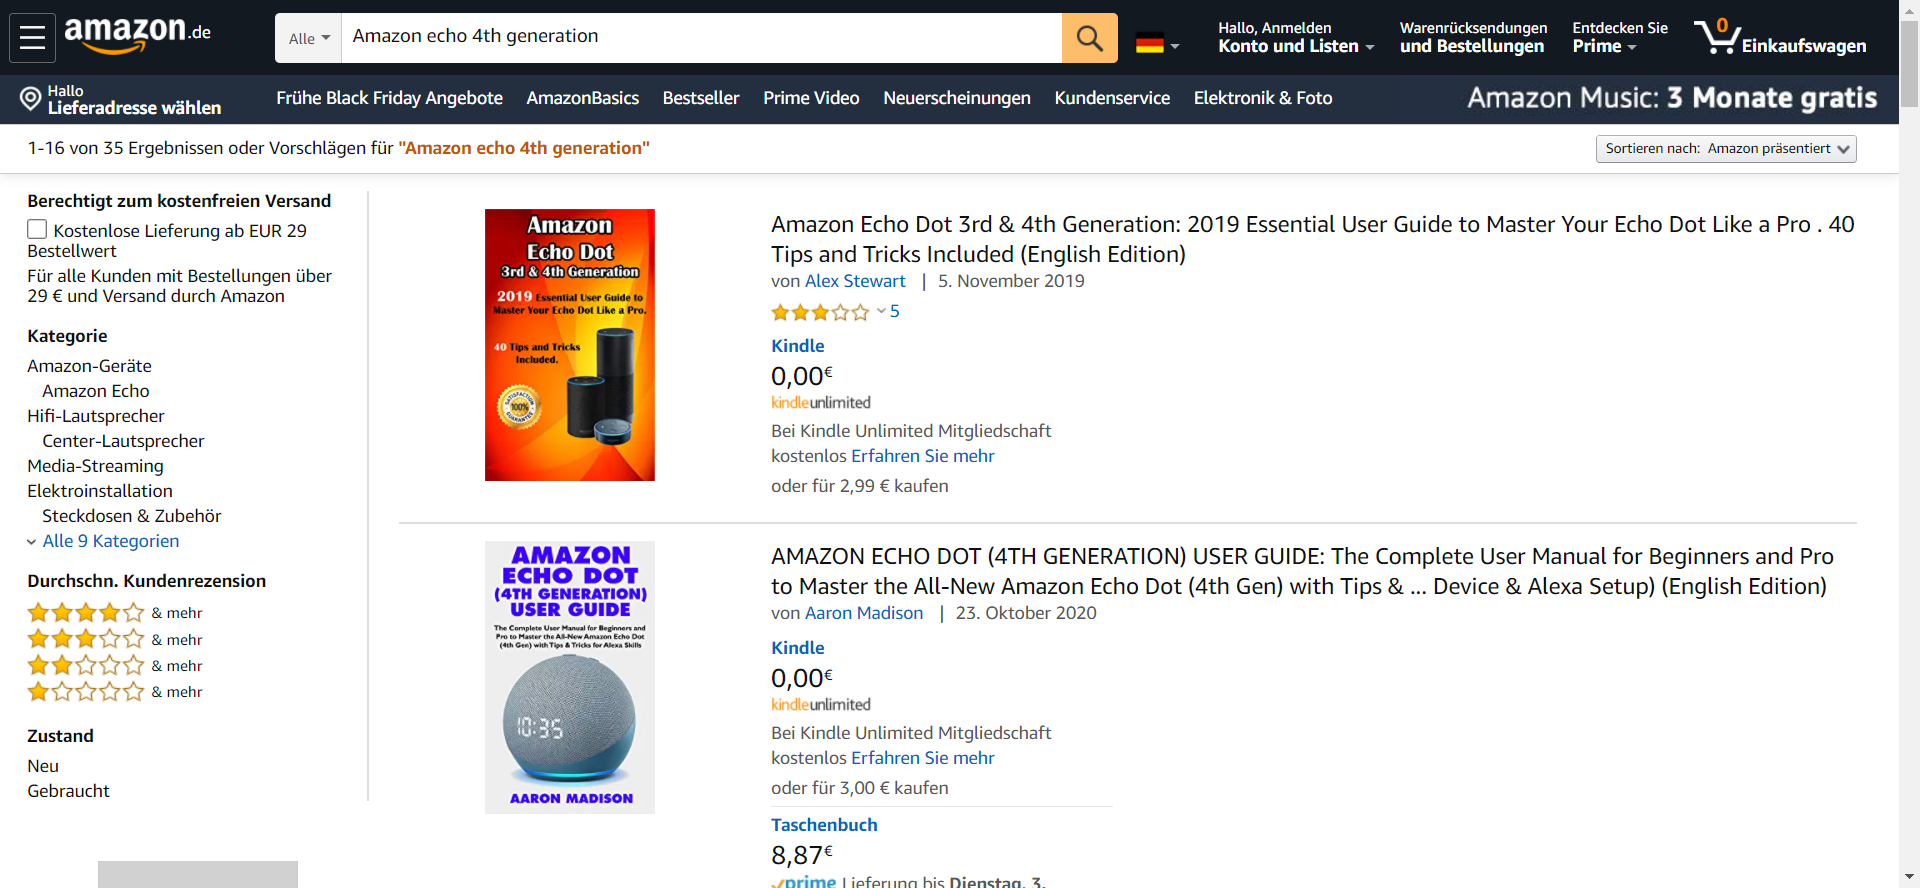 amazon.de
Alle
Amazon echo 4th generation
Hallo, Anmelden
Konto und Listen
Warenrücksendungen
und Bestellungen
Entdecken Sie
Prime
0
Einkaufswagen
Hallo
Lieferadresse wählen
Frühe Black Friday Angebote
AmazonBasics
Bestseller
Prime Video
Neuerscheinungen
Kundenservice
Elektronik & Foto
Amazon Music: 3 Monate gratis
1-16 von 35 Ergebnissen oder Vorschlägen für "Amazon echo 4th generation"
Sortieren nach: Amazon präsentiert
Berechtigt zum kostenfreien Versand
Kostenlose Lieferung ab EUR 29
Bestellwert
Für alle Kunden mit Bestellungen über
29 € und Versand durch Amazon
Kategorie
Amazon-Geräte
Amazon Echo
Hifi-Lautsprecher
Center-Lautsprecher
Media-Streaming
Elektroinstallation
Steckdosen & Zubehör
Alle 9 Kategorien
Durchschn. Kundenrezension
& mehr
& mehr
& mehr
& mehr
Zustand
Neu
Gebraucht
Amazon
Echo Dot
3rd & 4th Generation
2019 Essential User Guide to
Master Your Echo Dot Like a Pro.
40 Tips and Tricks
Included.
SATISFACTION
100%
GUARANTEE
Amazon Echo Dot 3rd & 4th Generation: 2019 Essential User Guide to Master Your Echo Dot Like a Pro . 40
Tips and Tricks Included (English Edition)
von Alex Stewart | 5. November 2019
5
Kindle
0,00€
kindleunlimited
Bei Kindle Unlimited Mitgliedschaft
kostenlos Erfahren Sie mehr
oder für 2,99 € kaufen
AMAZON
ECHO DOT
(4TH GENERATION)
USER GUIDE
The Complete User Manual for Beginners and
Pro to Master the All-New Amazon Echo Dot
(4th Gen) with Tips & Tricks for Alexa Skills
10:35
AARON MADISON
AMAZON ECHO DOT (4TH GENERATION) USER GUIDE: The Complete User Manual for Beginners and Pro
to Master the All-New Amazon Echo Dot (4th Gen) with Tips & ... Device & Alexa Setup) (English Edition)
von Aaron Madison | 23. Oktober 2020
Kindle
0,00€
kindleunlimited
Bei Kindle Unlimited Mitgliedschaft
kostenlos Erfahren Sie mehr
oder für 3,00 € kaufen
Taschenbuch
8,87€
prime Lieferung bis Dienstag, 3.